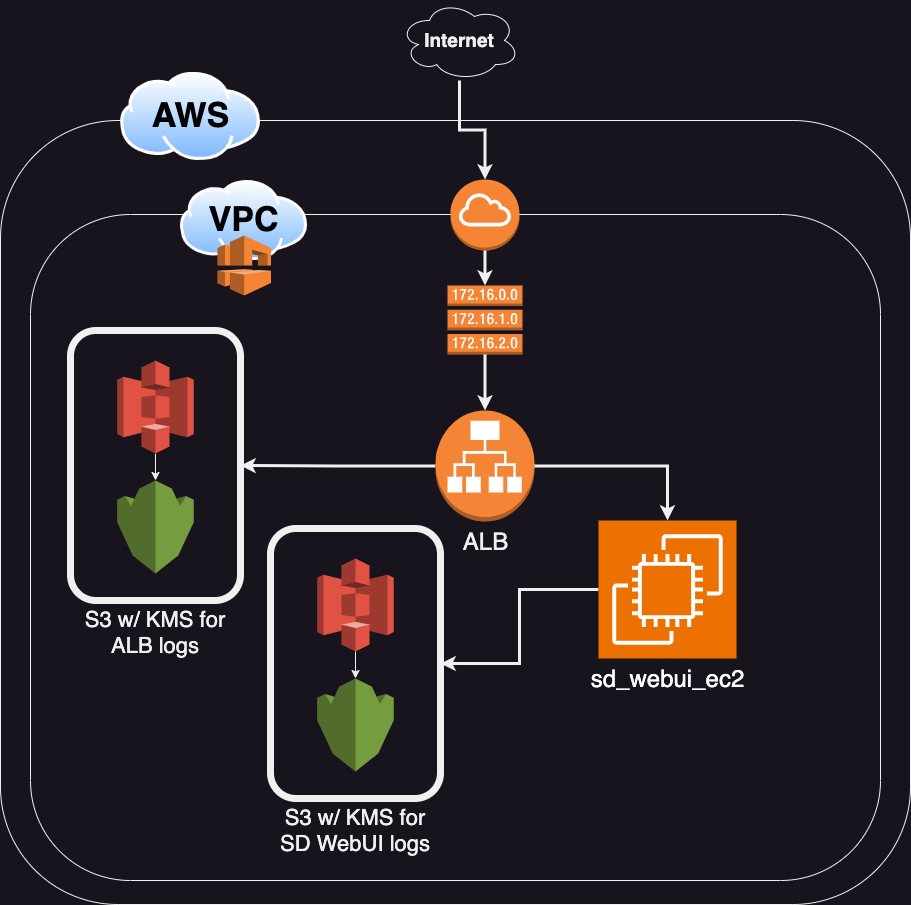 Internet
AWS
VPC
172.16.0.0
172.16.1.0
172.16.2.0
ALB
S3 w/ KMS for
ALB logs
sd_webui_ec2
S3 w/ KMS for
SD WebUI logs